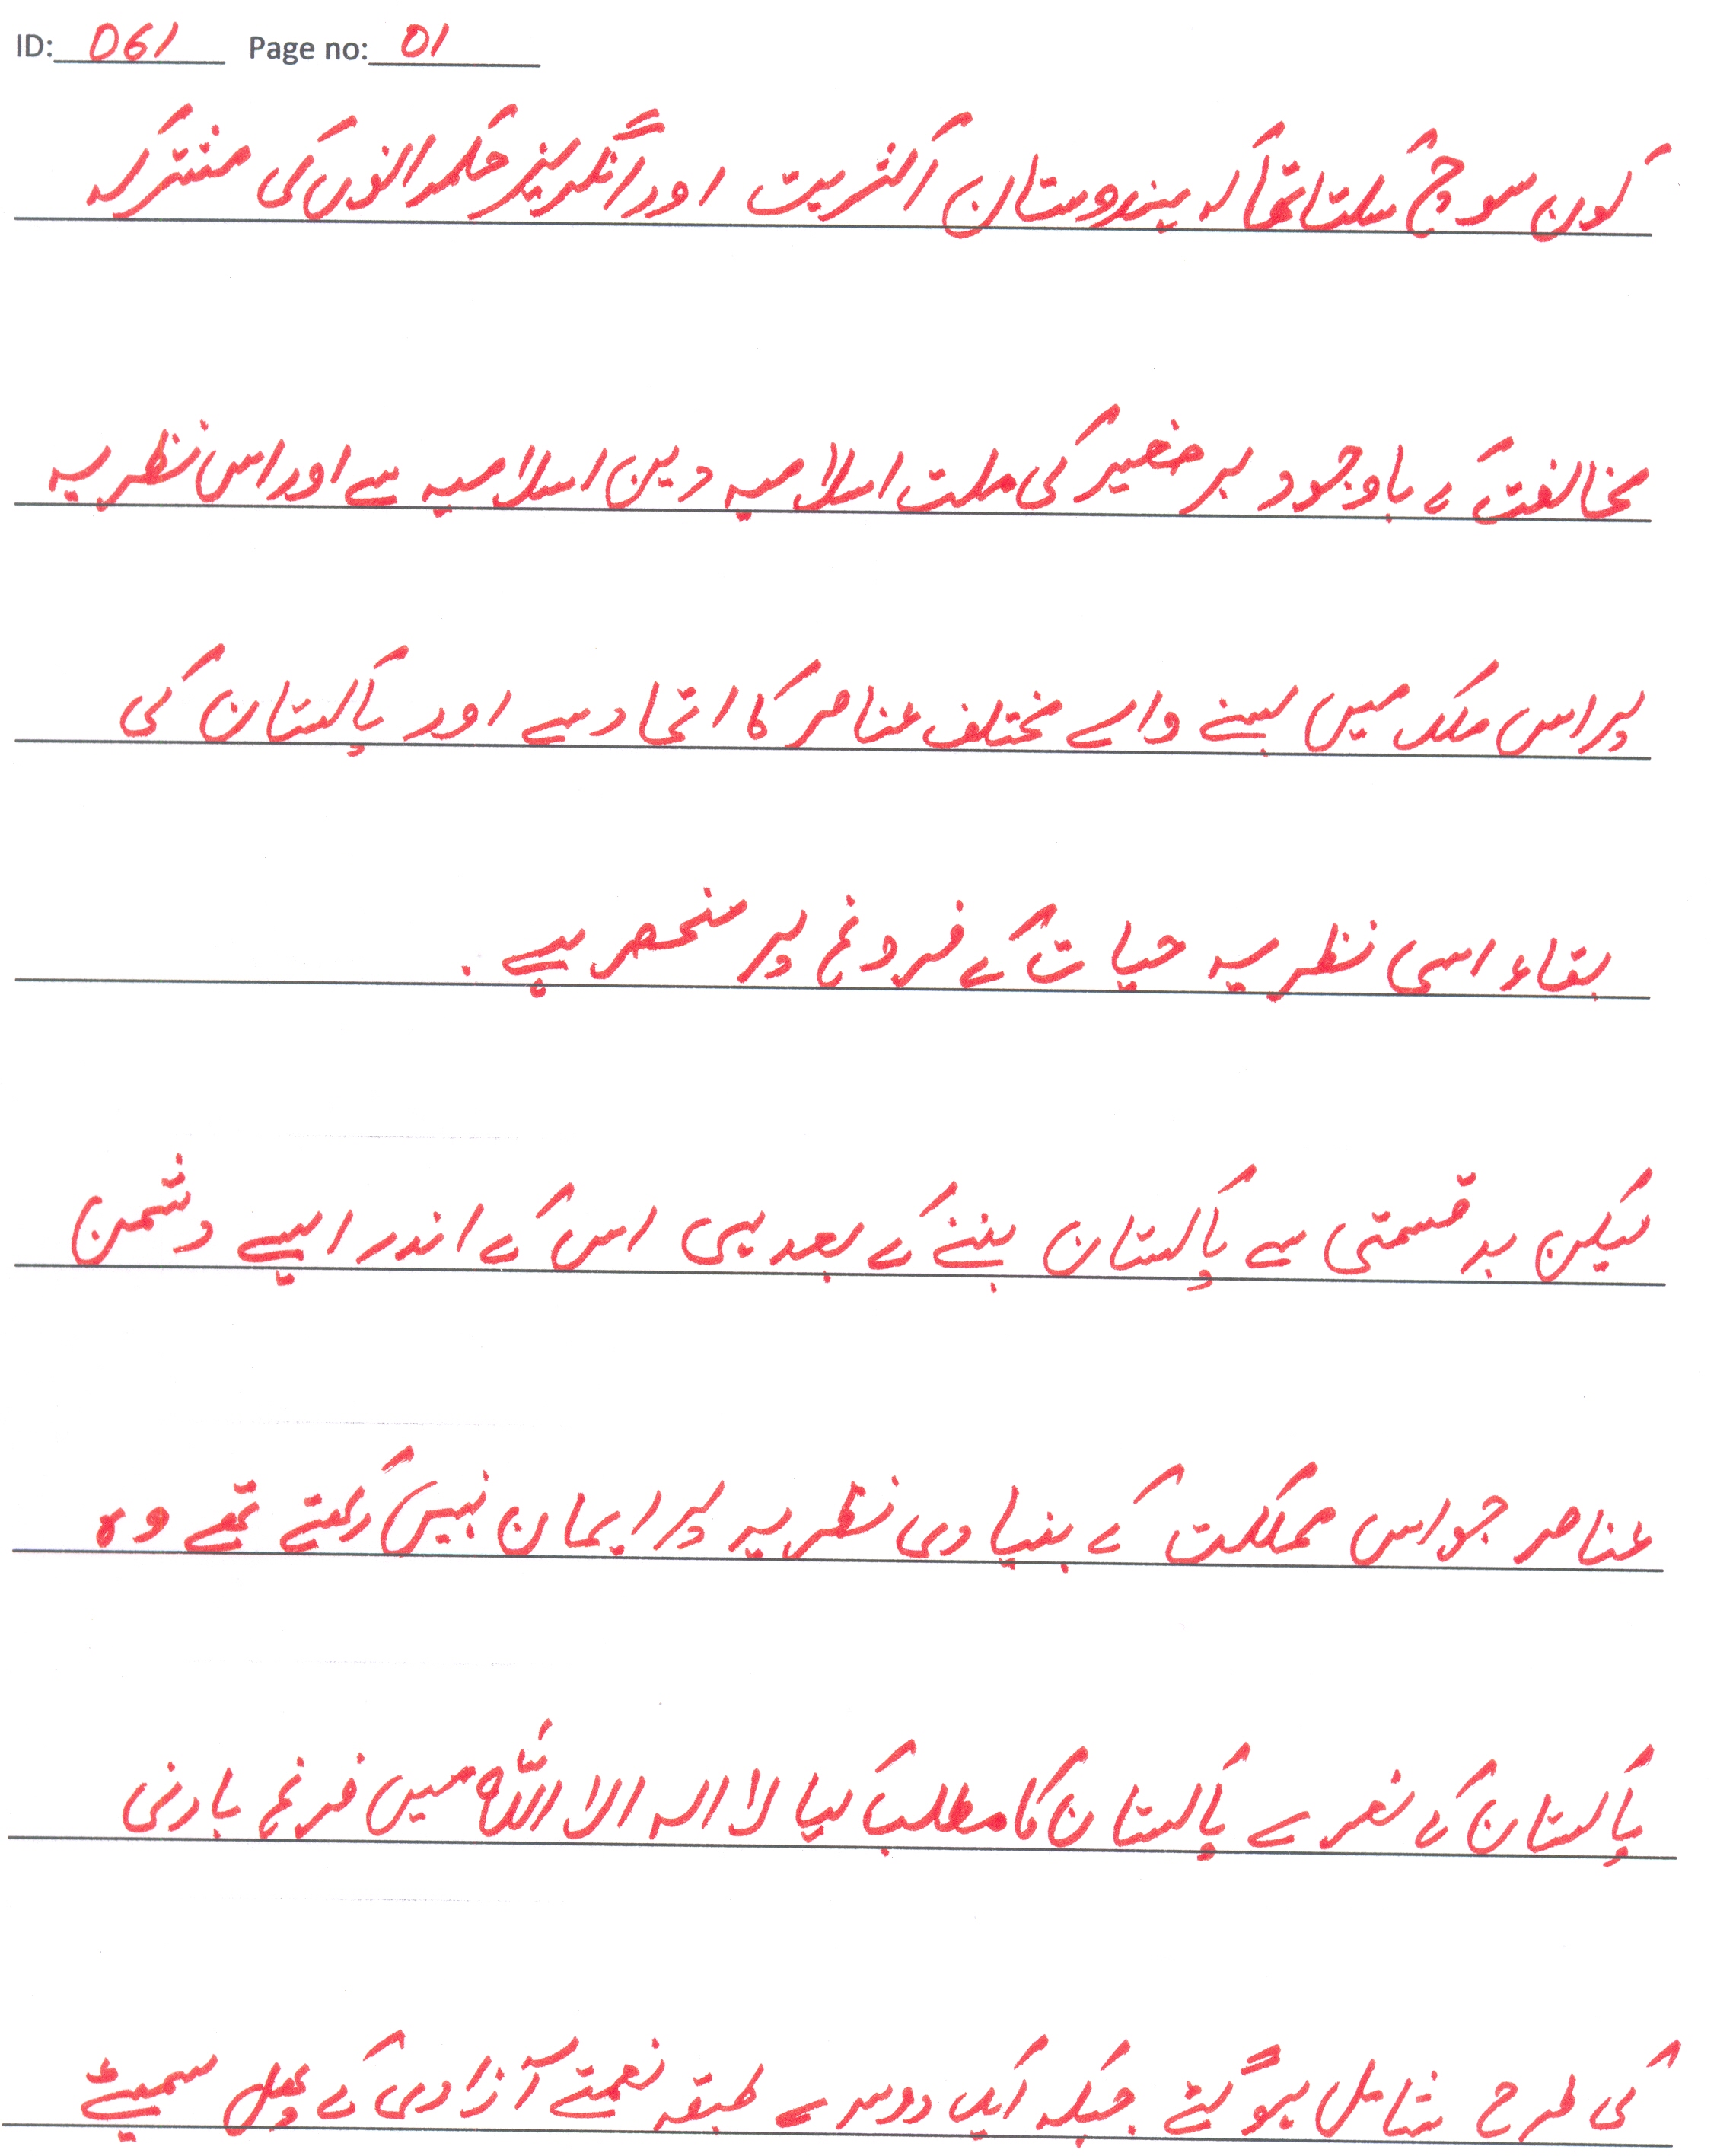 ID: 061 Page no: 01
کون سوچ سکتا تھا کہ ہندوستان اکثریت اور انگریز حکمرانوں کی مشترکہ
مخالفت کے باوجود برصغیر کی ملت اسلامیہ دین اسلامیہ سے اور اس نظریہ
پر اس ملک میں بسنے والے مختلف عناصر کا اتحاد سے اور پاکستان کی
بقاء اسی نظریہ حیات کے فروغ پر منحصر ہے .
لیکن بدقسمتی سے پاکستان بننے کے بعد ہی اس کے اندر ایسے دشمن
عناصر جو اس مملکت کے بنیادی نظریہ پر ایمان نہیں رکھتے تھے وہ
پاکستان کے نعرے پاکستان کا مطلب کیا لا الہ الا اللہ میں فرنچ بارنی
کی طرح شامل ہو گئے جبکہ ایک دوسرے طبقہ نعمتے آزادی کے پھل سمیٹے